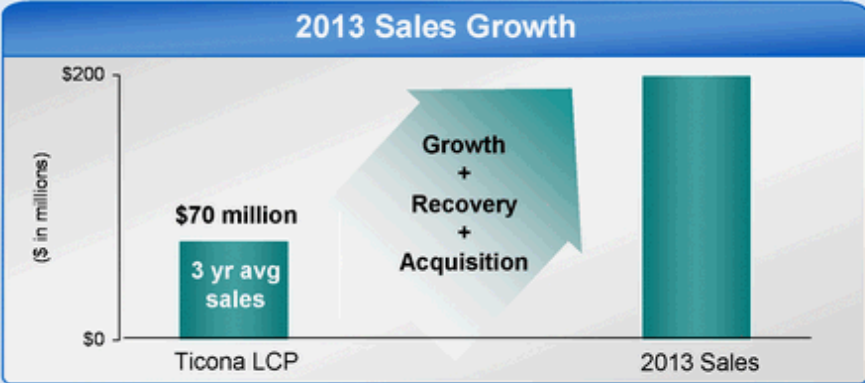 2013 Sales Growth
$200
($ in millions)
$0
$70 million
3 yr avg
sales
Ticona LCP
Growth
+
Recovery
+
Acquisition
2013 Sales